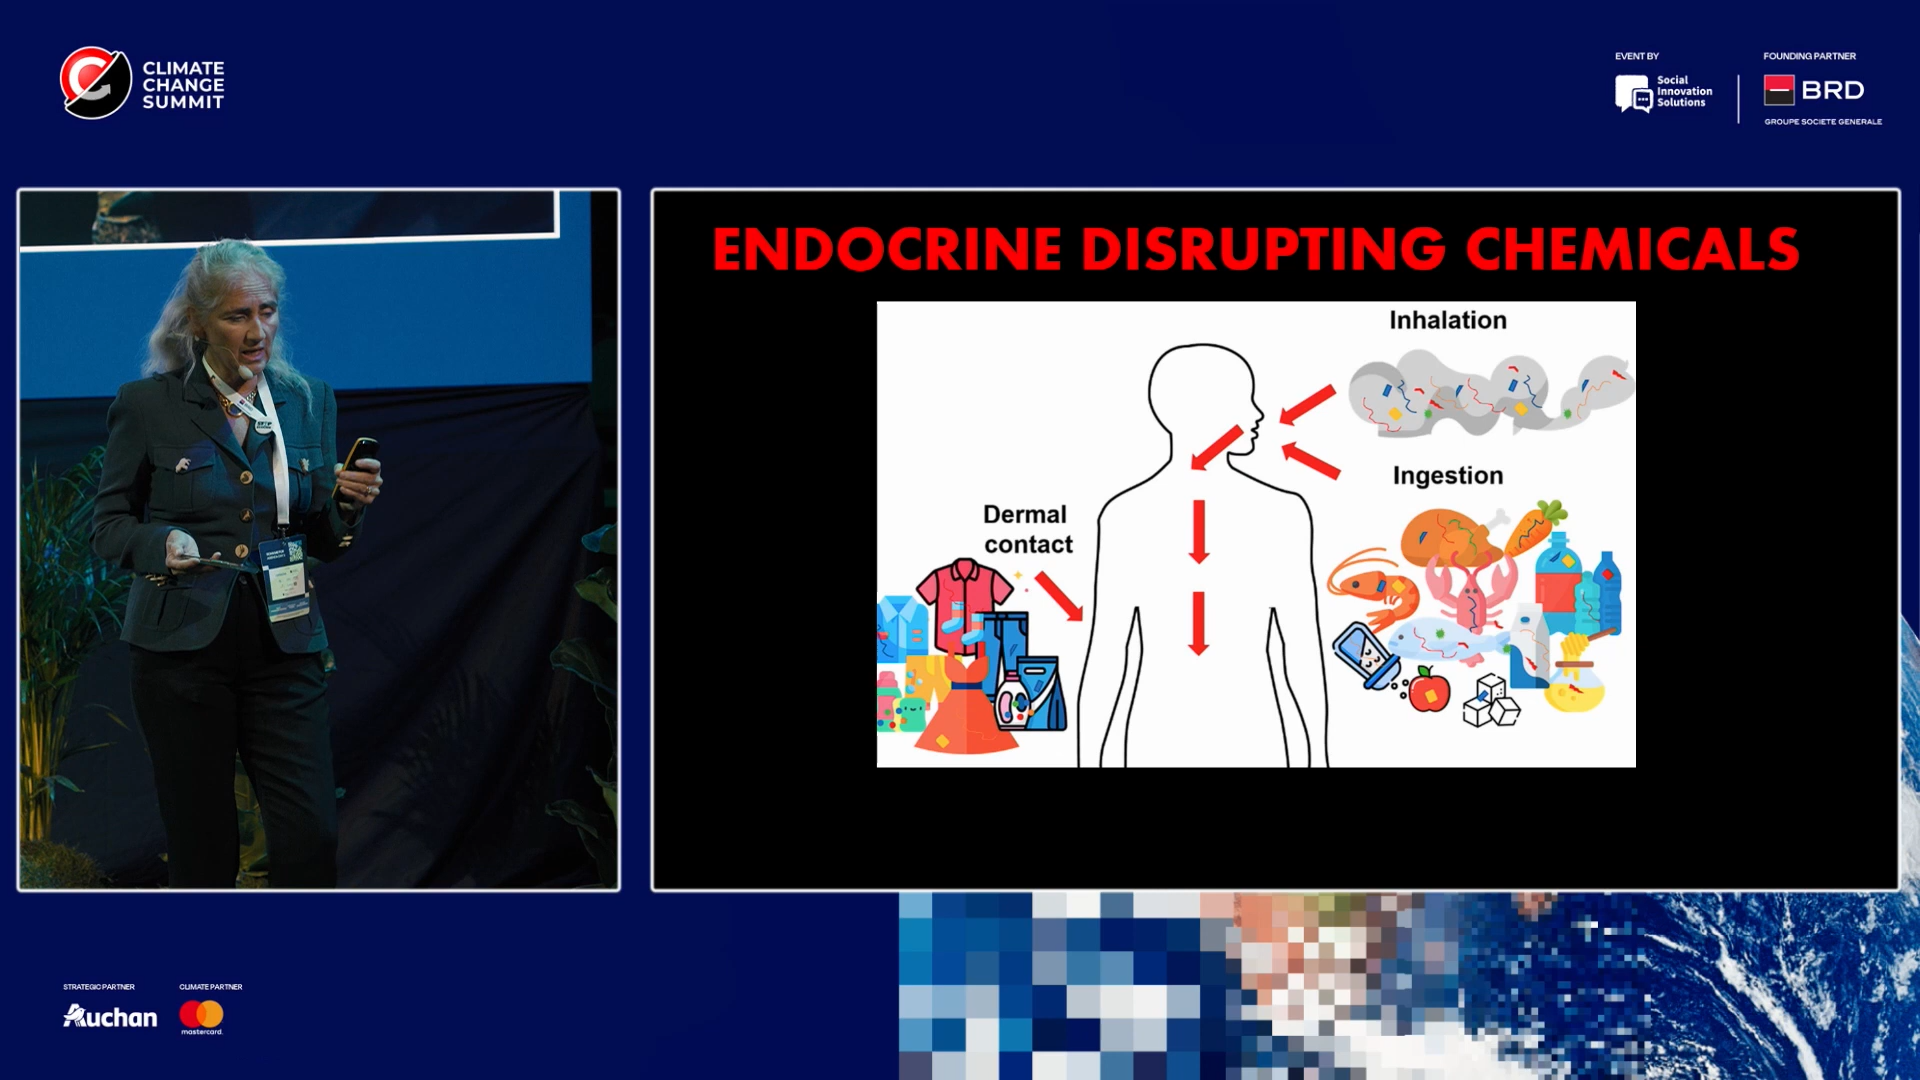 CLIMATE
CHANGE
SUMMIT
EVENT BY
Social
Innovation
Solutions
FOUNDING PARTNER
BRD
GROUPE SOCIETE GENERALE
ENDOCRINE DISRUPTING CHEMICALS
Inhalation
Ingestion
Dermal
contact
STRATEGIC PARTNER
Auchan
CLIMATE PARTNER
mastercard.